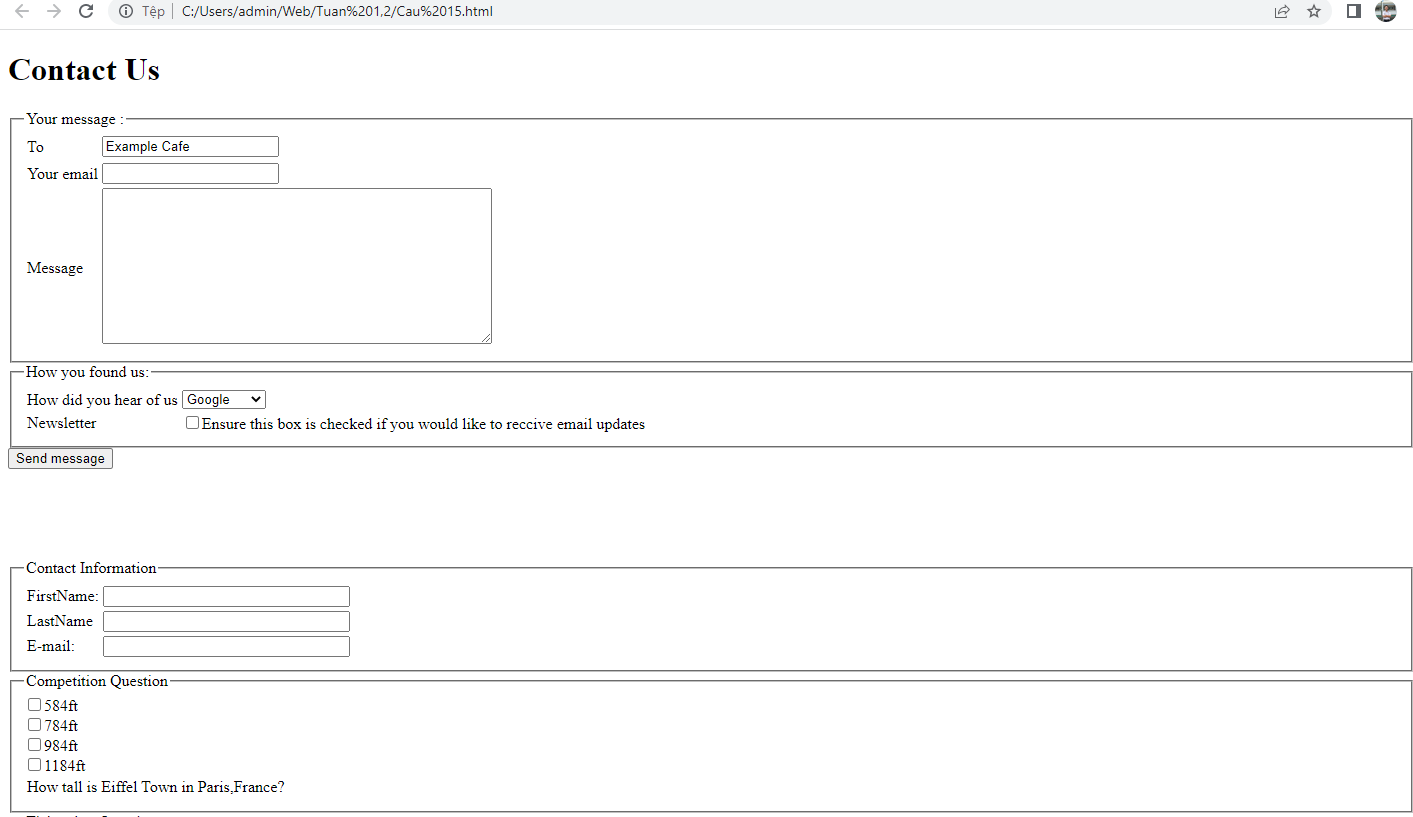 Tệp C:/Users/admin/Web/Tuan%201,2/Cau%2015.html
Contact Us
Your message :
To Example Cafe
Your email
Message
How you found us:
How did you hear of us Google
Newsletter Ensure this box is checked if you would like to reccive email updates
Send message
Contact Information
FirstName:
LastName
E-mail:
Competition Question
584ft
784ft
984ft
1184ft
How tall is Eiffel Town in Paris,France?